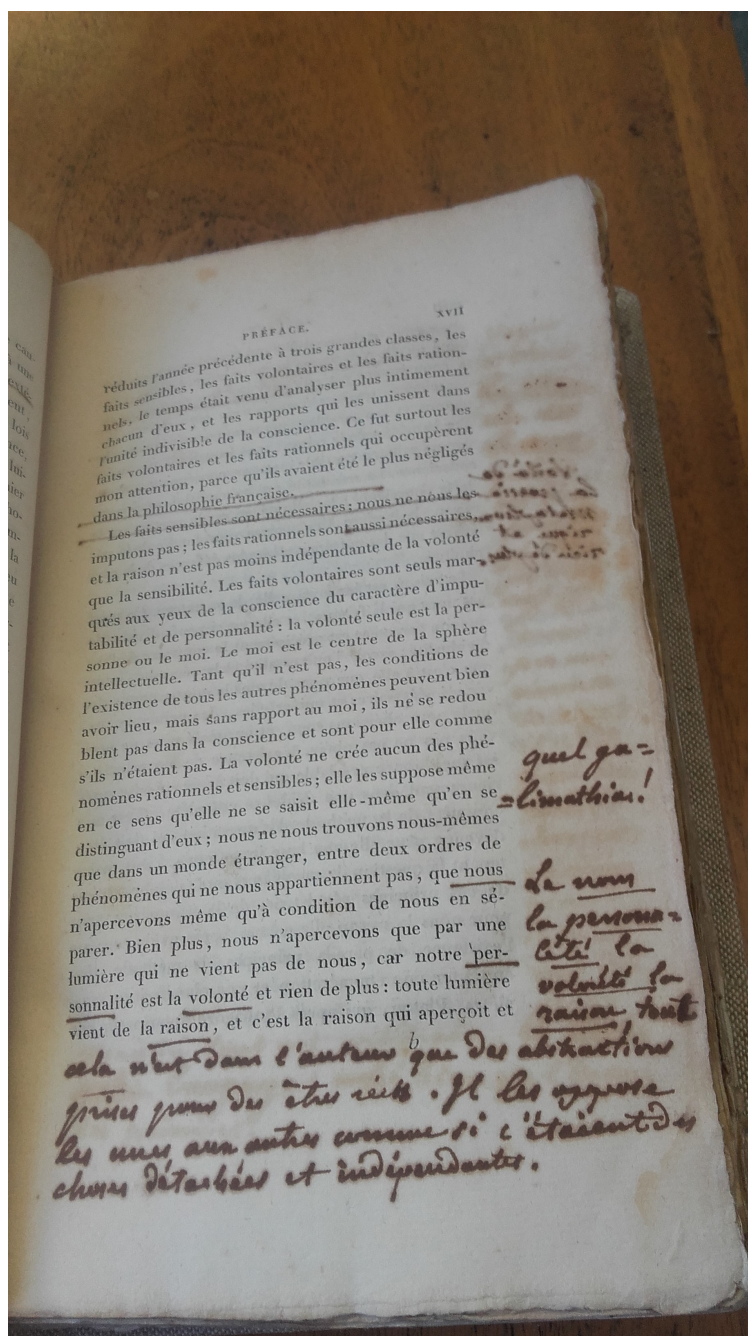 PRÉFACE.
XVII
réduits l'année précédente à trois grandes classes, les
faits sensibles, les faits volontaires et les faits ration-
nels, le temps était venu d'analyser plus intimement
chacun d'eux, et les rapports qui les unissent dans
l'unité indivisible de la conscience. Ce fut surtout les
faits volontaires et les faits rationnels qui occupèrent
mon attention, parce qu'ils avaient été le plus négligés
dans la philosophie française.
Les faits sensibles sont nécessaires; nous ne nous les
imputons pas; les faits rationnels sont aussi nécessaires,
et la raison n'est pas moins indépendante de la volonté
que la sensibilité. Les faits volontaires sont seuls mar-
qués aux yeux de la conscience du caractère d'impu-
tabilité et de personnalité : la volonté seule est la per-
sonne ou le moi. Le moi est le centre de la sphère
intellectuelle. Tant qu'il n'est pas, les conditions de
l'existence de tous les autres phénomènes peuvent bien
avoir lieu, mais sans rapport au moi, ils ne se redou
blent pas dans la conscience et sont pour elle comme
s'ils n'étaient pas. La volonté ne crée aucun des phé-
nomènes rationnels et sensibles; elle les suppose même
en ce sens qu'elle ne se saisit elle-même qu'en se
distinguant d'eux; nous ne nous trouvons nous-mêmes
que dans un monde étranger, entre deux ordres de
phénomènes qui ne nous appartiennent pas, que nous
n'apercevons même qu'à condition de nous en sé-
parer. Bien plus, nous n'apercevons que par une
lumière qui ne vient pas de nous, car notre per-
sonnalité est la volonté et rien de plus : toute lumière
vient de la raison, et c'est la raison qui aperçoit et
b
quel ga=
=limathias!
Le nous
la personna=
lité la
volonté la
raison, tout
cela n'est dans l'auteur que des abstractions
prises pour des êtres réels. Il les oppose
les unes aux autres comme si c'étaient des
choses détachées et indépendantes.